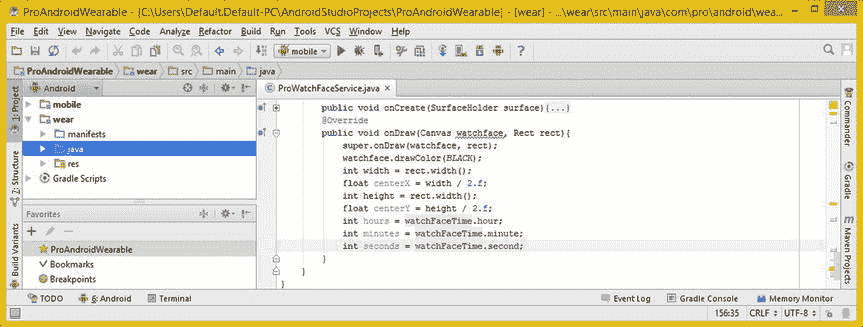 ProAndroidWearable - [C:\Users\Default.Default-PC\AndroidStudioProjects\ProAndroidWearable] - [wear] - ...\wear\src\main\java\com\pro\android\wea...
File Edit View Navigate Code Analyze Refactor Build Run Tools VCS Window Help
mobile
ProAndroidWearable wear src main java
1: Project
7: Structure
Build Variants
Android
mobile
wear
manifests
java
res
Gradle Scripts
Favorites
ProAndroidWearable
Bookmarks
Breakpoints
ProWatchFaceService.java
public void onCreate(SurfaceHolder surface){...}
@Override
public void onDraw(Canvas watchface, Rect rect){
super.onDraw(watchface, rect);
watchface.drawColor(BLACK);
int width = rect.width();
float centerX = width / 2.f;
int height = rect.width();
float centerY = height / 2.f;
int hours = watchFaceTime.hour;
int minutes = watchFaceTime.minute;
int seconds = watchFaceTime.second;
}
}
}
Commander
Gradle
Maven Projects
TODO 6: Android Terminal Event Log Gradle Console Memory Monitor
156:35 CRLF UTF-8